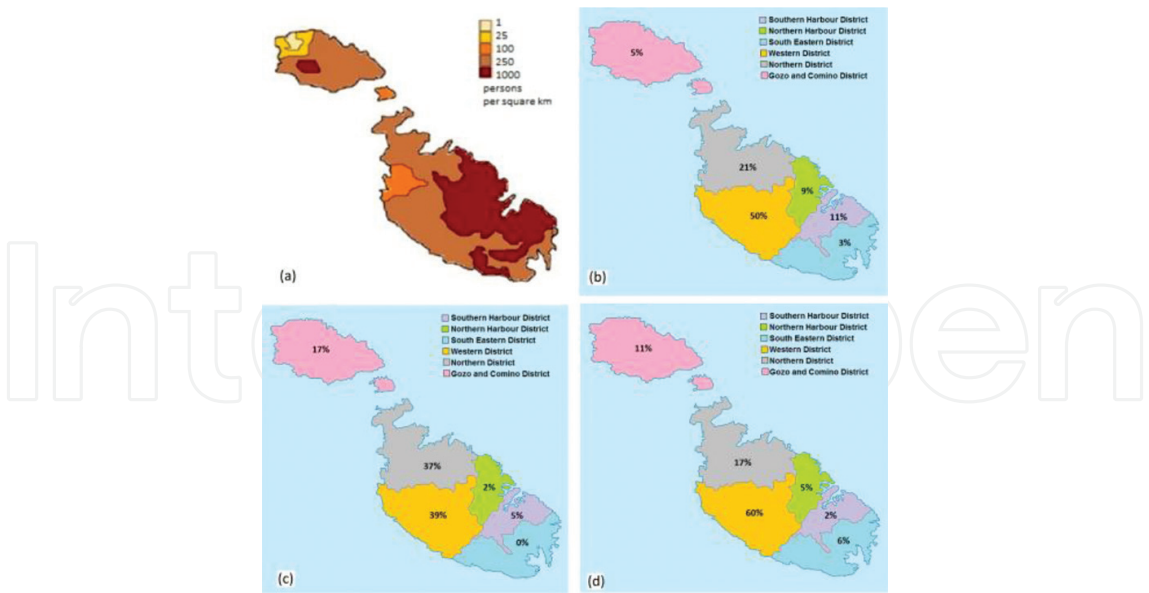 1
25
100
250
1000
persons
per square km
(a)
Southern Harbour District
Northern Harbour District
South Eastern District
Western District
Northern District
Gozo and Comino District
5%
21%
9%
50%
11%
3%
(b)
Southern Harbour District
Northern Harbour District
South Eastern District
Western District
Northern District
Gozo and Comino District
17%
37%
2%
39%
5%
0%
(c)
Southern Harbour District
Northern Harbour District
South Eastern District
Western District
Northern District
Gozo and Comino District
11%
17%
5%
60%
2%
6%
(d)
Int
en